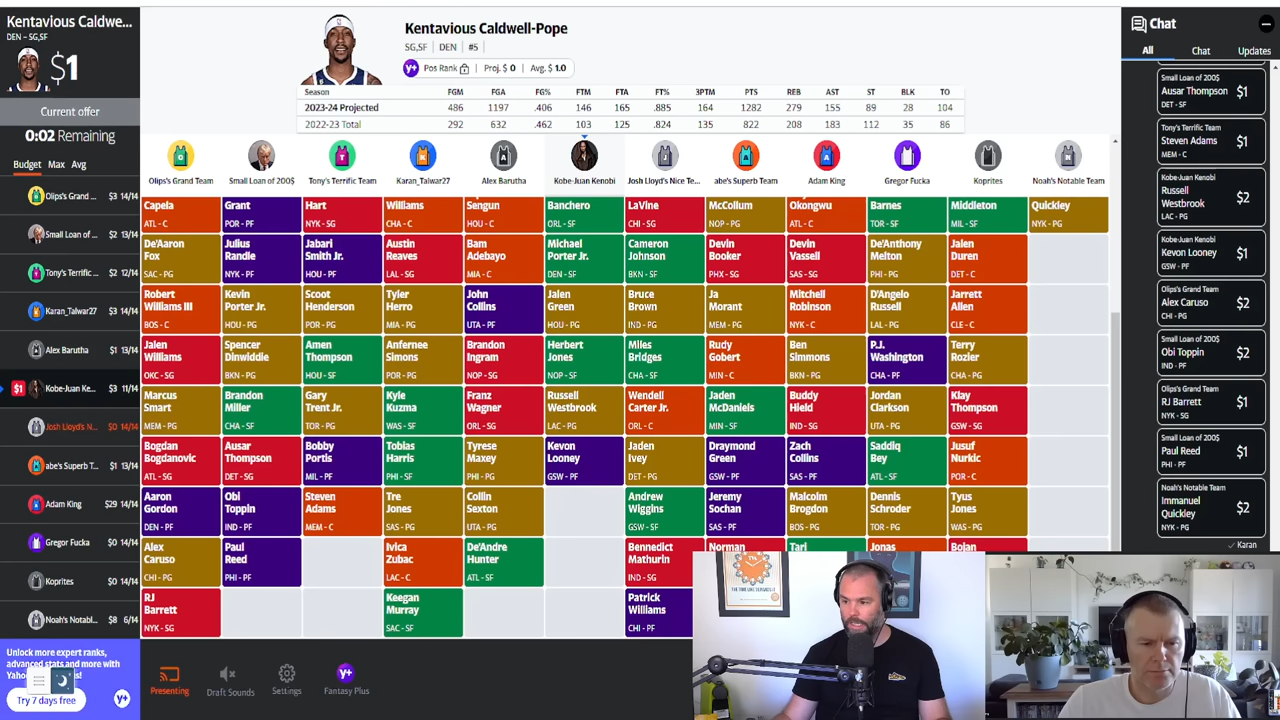 Kentavious Caldwe...
DEN – SG,SF
$1
Current offer
0:02 Remaining
Budget Max Avg
Olips's Grand ... $3 14/14
Small Loan of ... $2 13/14
Tony's Terrific ... $2 12/14
Karan_Talwar27 $3 14/14
Alex Barutha $1 13/14
$1 Kobe-Juan Ke... $3 11/14
Josh Lloyd's N... $0 14/14
abe's Superb T... $1 13/14
Adam King $29 14/14
Gregor Fucka $0 14/14
Koprites $0 14/14
Noah's Notabl... $8 6/14
Unlock more expert ranks,
advanced stats and more with
Try 7 days free
Kentavious Caldwell-Pope
SG,SF DEN #5
Y+ Pos Rank Proj. $ 0 Avg. $ 1.0
Season FGM FGA FG% FTM FTA FT% 3PTM PTS REB AST ST BLK TO
2023-24 Projected 486 1197 .406 146 165 .885 164 1282 279 155 89 28 104
2022-23 Total 292 632 .462 103 125 .824 135 822 208 183 112 35 86
Olips's Grand Team Small Loan of 200$ Tony's Terrific Team Karan_Talwar27 Alex Barutha Kobe-Juan Kenobi Josh Lloyd's Nice Te... abe's Superb Team Adam King Gregor Fucka Koprites Noah's Notable Team
Capela Grant Hart Williams Sengun Banchero LaVine McCollum Okongwu Barnes Middleton Quickley
ATL - C POR - PF NYK - SG CHA - C HOU - C ORL - SF CHI - SG NOP - PG ATL - C TOR - SF MIL - SF NYK - PG
De'Aaron Julius Jabari Austin Bam Michael Cameron Devin Devin De'Anthony Jalen
Fox Randle Smith Jr. Reaves Adebayo Porter Jr. Johnson Booker Vassell Melton Duren
SAC - PG NYK - PF HOU - PF LAL - SG MIA - C DEN - SF BKN - SF PHX - SG SAS - SG PHI - PG DET - C
Robert Kevin Scoot Tyler John Jalen Bruce Ja Mitchell D'Angelo Jarrett
Williams III Porter Jr. Henderson Herro Collins Green Brown Morant Robinson Russell Allen
BOS - C HOU - PG POR - PG MIA - PG UTA - PF HOU - PG IND - PG MEM - PG NYK - C LAL - PG CLE - C
Jalen Spencer Amen Anfernee Brandon Herbert Miles Rudy Ben P.J. Terry
Williams Dinwiddie Thompson Simons Ingram Jones Bridges Gobert Simmons Washington Rozier
OKC - SG BKN - PG HOU - SF POR - PG NOP - SG NOP - SF CHA - SF MIN - C BKN - PG CHA - PF CHA - PG
Marcus Brandon Gary Kyle Franz Russell Wendell Jaden Buddy Jordan Klay
Smart Miller Trent Jr. Kuzma Wagner Westbrook Carter Jr. McDaniels Hield Clarkson Thompson
MEM - PG CHA - SF TOR - PG WAS - SF ORL - SG LAC - PG ORL - C MIN - SF IND - SG UTA - PG GSW - SG
Bogdan Ausar Bobby Tobias Tyrese Kevon Jaden Draymond Zach Saddiq Jusuf
Bogdanovic Thompson Portis Harris Maxey Looney Ivey Green Collins Bey Nurkic
ATL - SG DET - SG MIL - PF PHI - SF PHI - PG GSW - PF DET - PG GSW - PF SAS - PF ATL - SF POR - C
Aaron Obi Steven Tre Collin Andrew Jeremy Malcolm Dennis Tyus
Gordon Toppin Adams Jones Sexton Wiggins Sochan Brogdon Schroder Jones
DEN - PF IND - PF MEM - C SAS - PG UTA - PG GSW - SF SAS - PF BOS - PG TOR - PG WAS - PG
Alex Paul Ivica De'Andre Bennedict Norman Tari Jonas Bojan
Caruso Reed Zubac Hunter Mathurin
CHI - PG PHI - PF LAC - C ATL - SF IND - SG
RJ Keegan Patrick
Barrett Murray Williams
NYK - SG SAC - SF CHI - PF
Presenting Draft Sounds Settings Fantasy Plus
Chat
All Chat Updates
Small Loan of 200$
Ausar Thompson $1
DET - SF
Tony's Terrific Team
Steven Adams $1
MEM - C
Kobe-Juan Kenobi
Russell
Westbrook $2
LAC - PG
Kobe-Juan Kenobi
Kevon Looney $1
GSW - PF
Olips's Grand Team
Alex Caruso $2
CHI - PG
Small Loan of 200$
Obi Toppin $2
IND - PF
Olips's Grand Team
RJ Barrett $1
NYK - SG
Small Loan of 200$
Paul Reed $1
PHI - PF
Noah's Notable Team
Immanuel
Quickley $2
NYK - PG
Karan